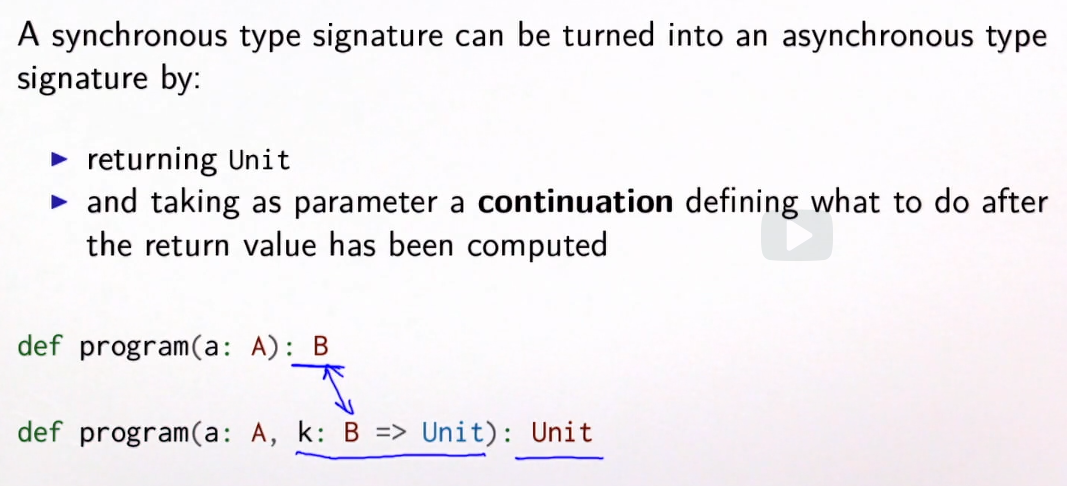 A synchronous type signature can be turned into an asynchronous type
signature by:
▶ returning Unit
▶ and taking as parameter a continuation defining what to do after
the return value has been computed
def program(a: A): B
def program(a: A, k: B => Unit): Unit